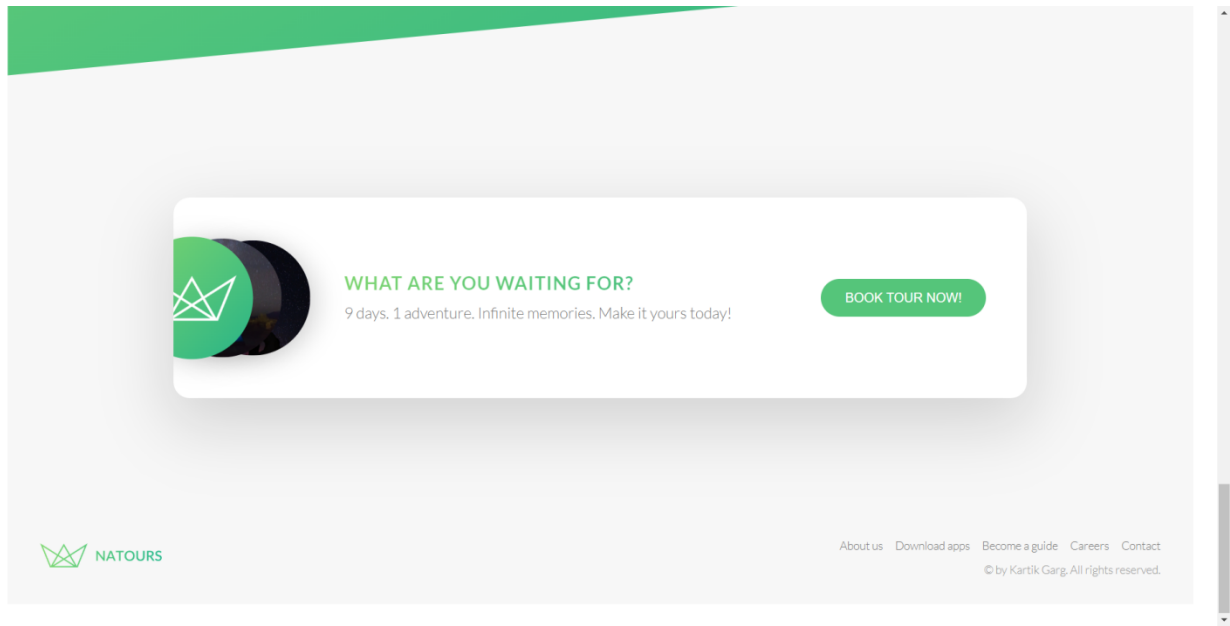 WHAT ARE YOU WAITING FOR?
9 days. 1 adventure. Infinite memories. Make it yours today!
BOOK TOUR NOW!
NATOURS
About us Download apps Become a guide Careers Contact
© by Kartik Garg. All rights reserved.